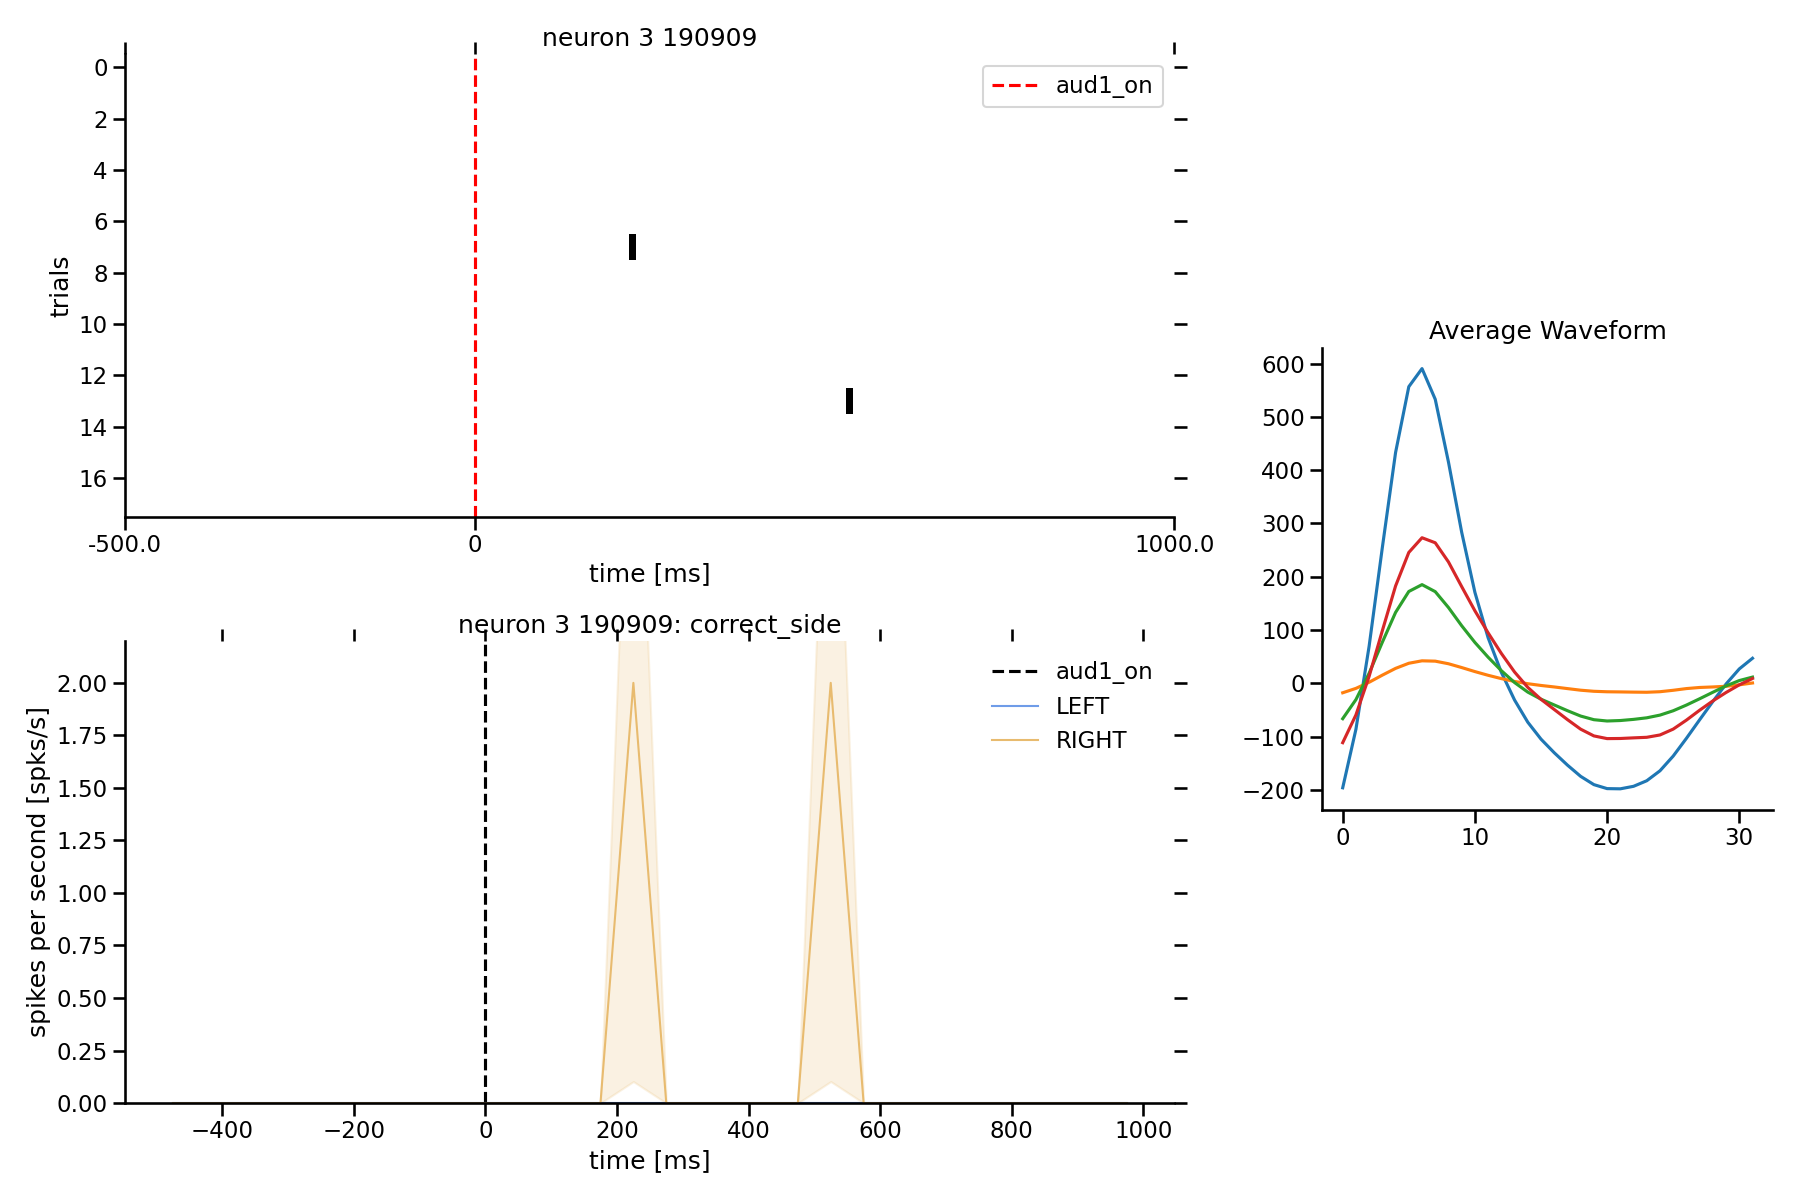 neuron 3 190909
aud1_on
trials
0
2
4
6
8
10
12
14
16
-500.0 0 1000.0
time [ms]
neuron 3 190909: correct_side
aud1_on
LEFT
RIGHT
spikes per second [spks/s]
2.00
1.75
1.50
1.25
1.00
0.75
0.50
0.25
0.00
−400 −200 0 200 400 600 800 1000
time [ms]
Average Waveform
600
500
400
300
200
100
0
−100
−200
0 10 20 30